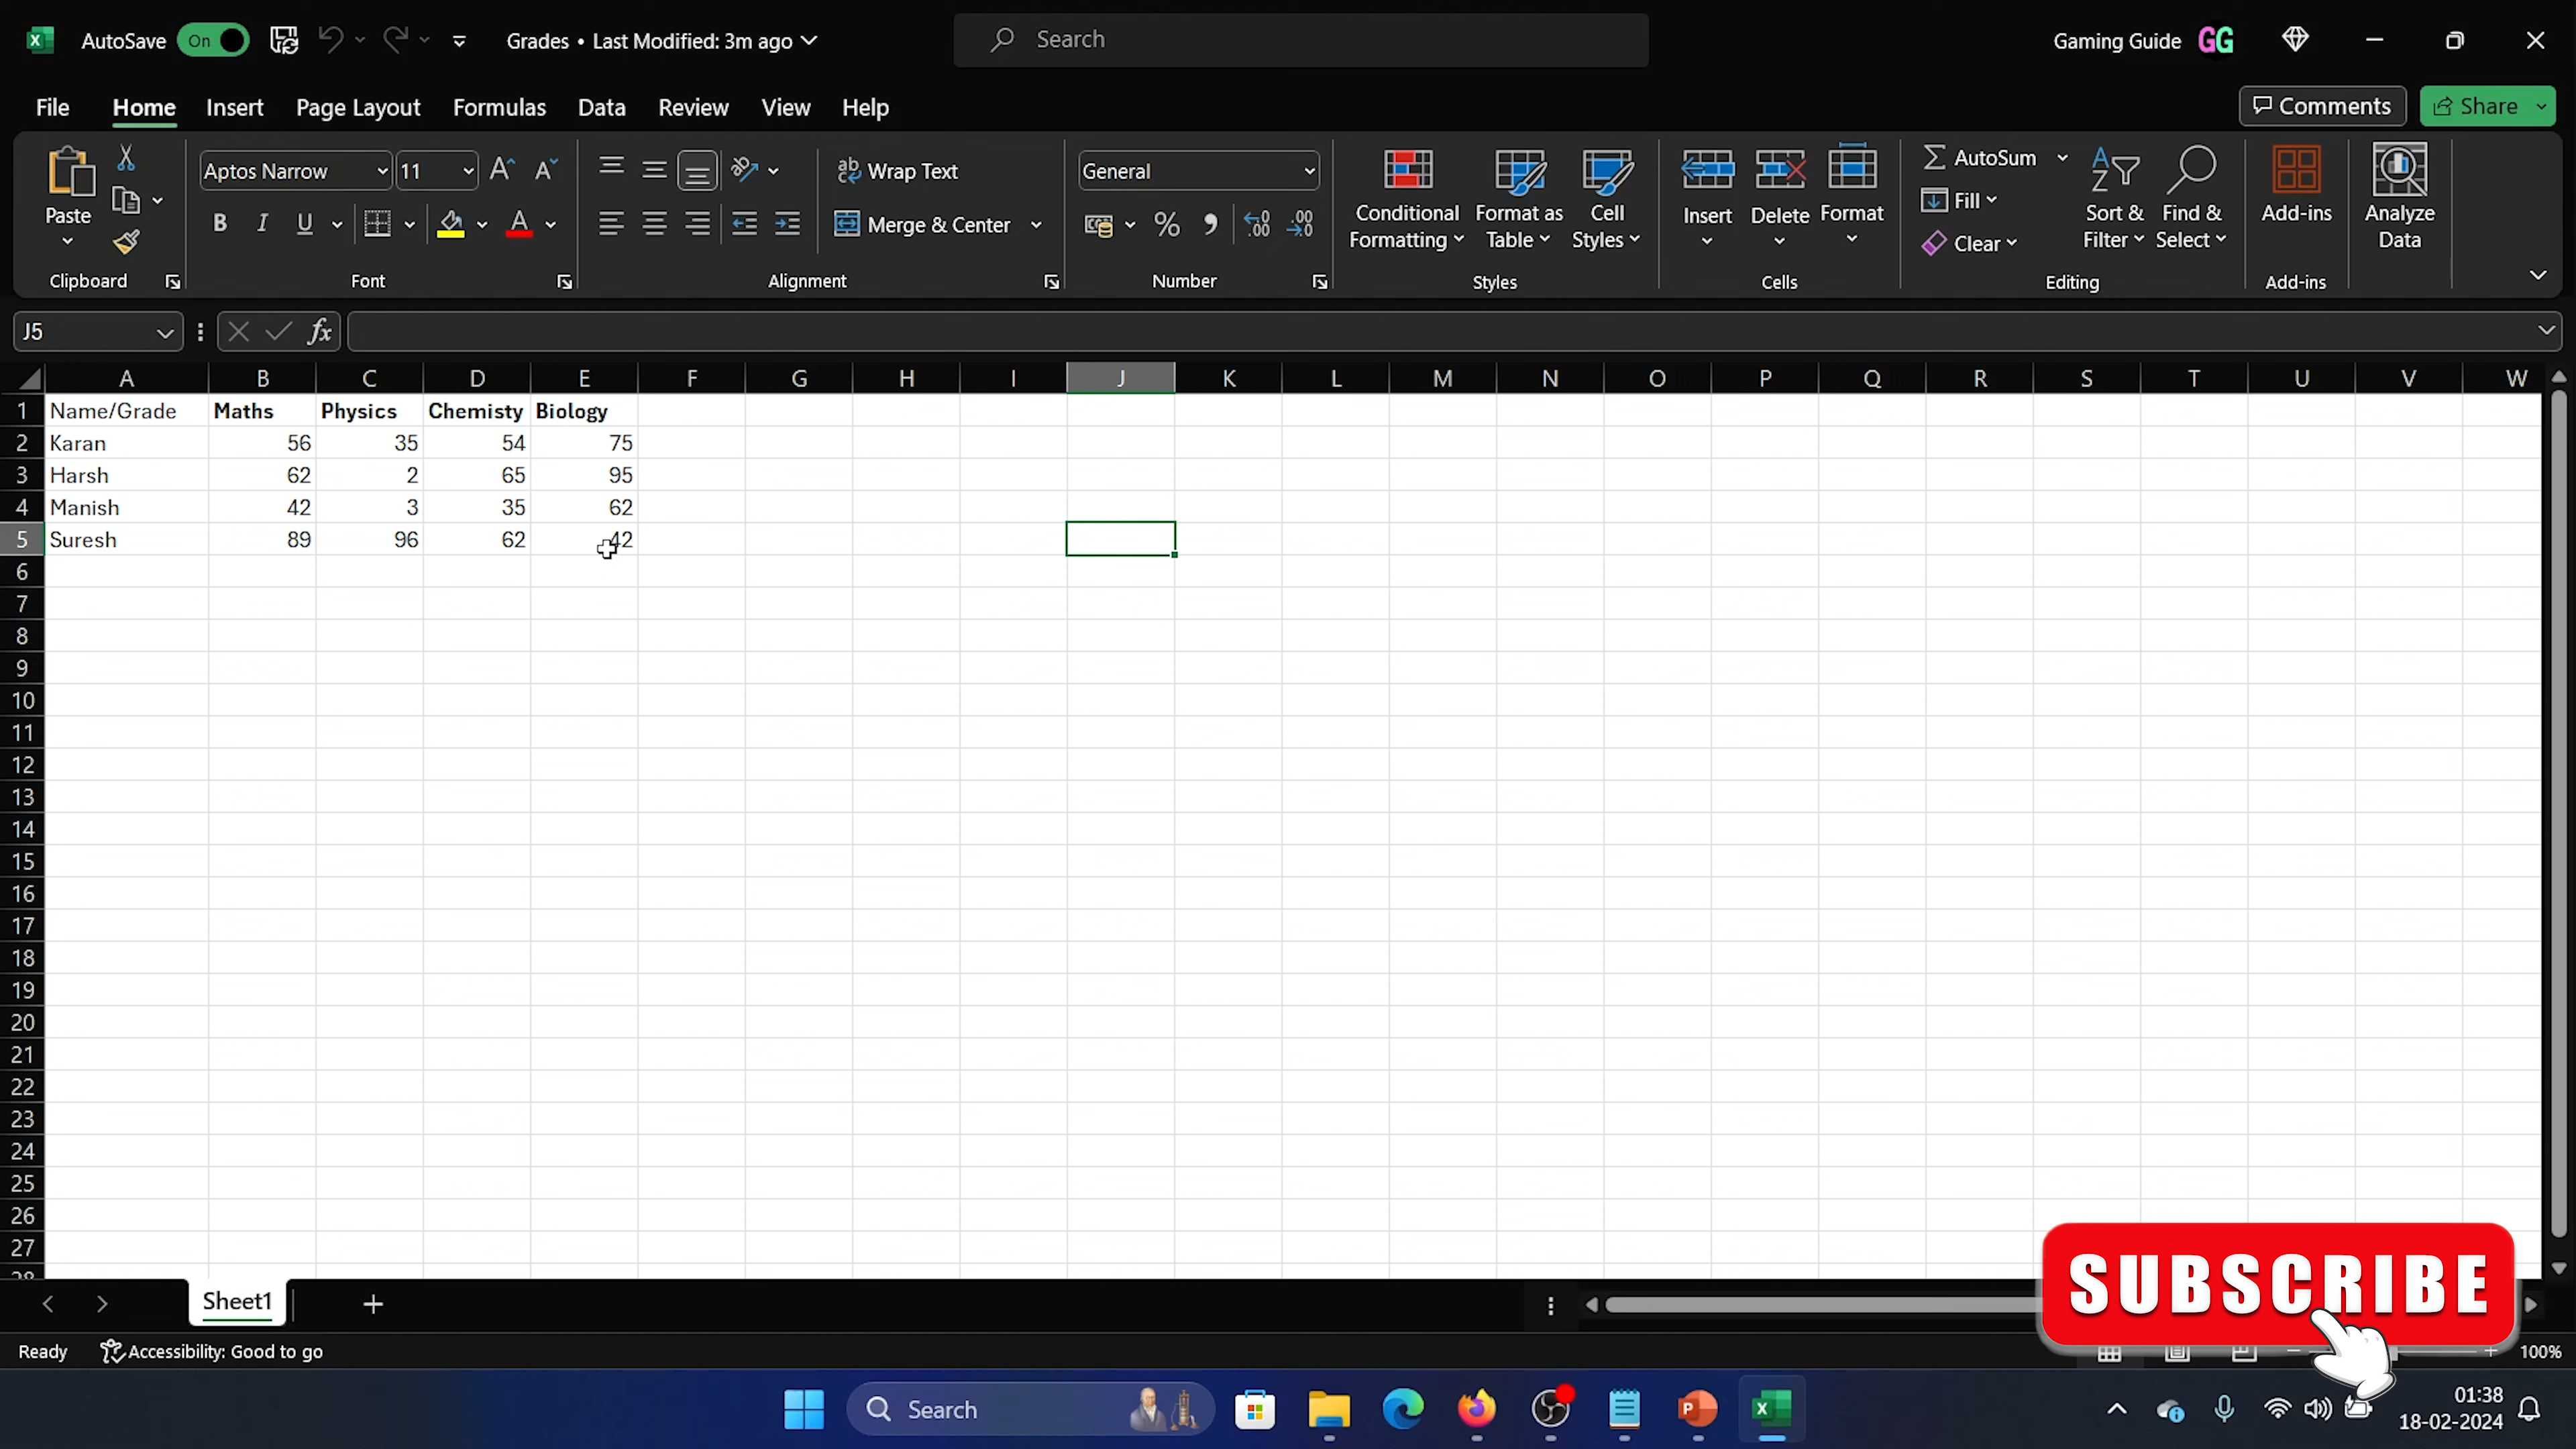 AutoSave On Grades • Last Modified: 3m ago Search Gaming Guide GG
File Home Insert Page Layout Formulas Data Review View Help Comments Share
Paste Aptos Narrow 11 Wrap Text General Conditional Formatting Format as Table Cell Styles Insert Delete Format AutoSum Sort & Filter Find & Select Add-ins Analyze Data
B I U A Merge & Center % Fill
Clear
Clipboard Font Alignment Number Styles Cells Editing Add-ins
J5 fx
A B C D E F G H I J K L M N O P Q R S T U V W
1 Name/Grade Maths Physics Chemisty Biology
2 Karan 56 35 54 75
3 Harsh 62 2 65 95
4 Manish 42 3 35 62
5 Suresh 89 96 62 42
6
7
8
9
10
11
12
13
14
15
16
17
18
19
20
21
22
23
24
25
26
27
28
SUBSCRIBE
Sheet1
Ready Accessibility: Good to go 100%
Search 01:38
18-02-2024